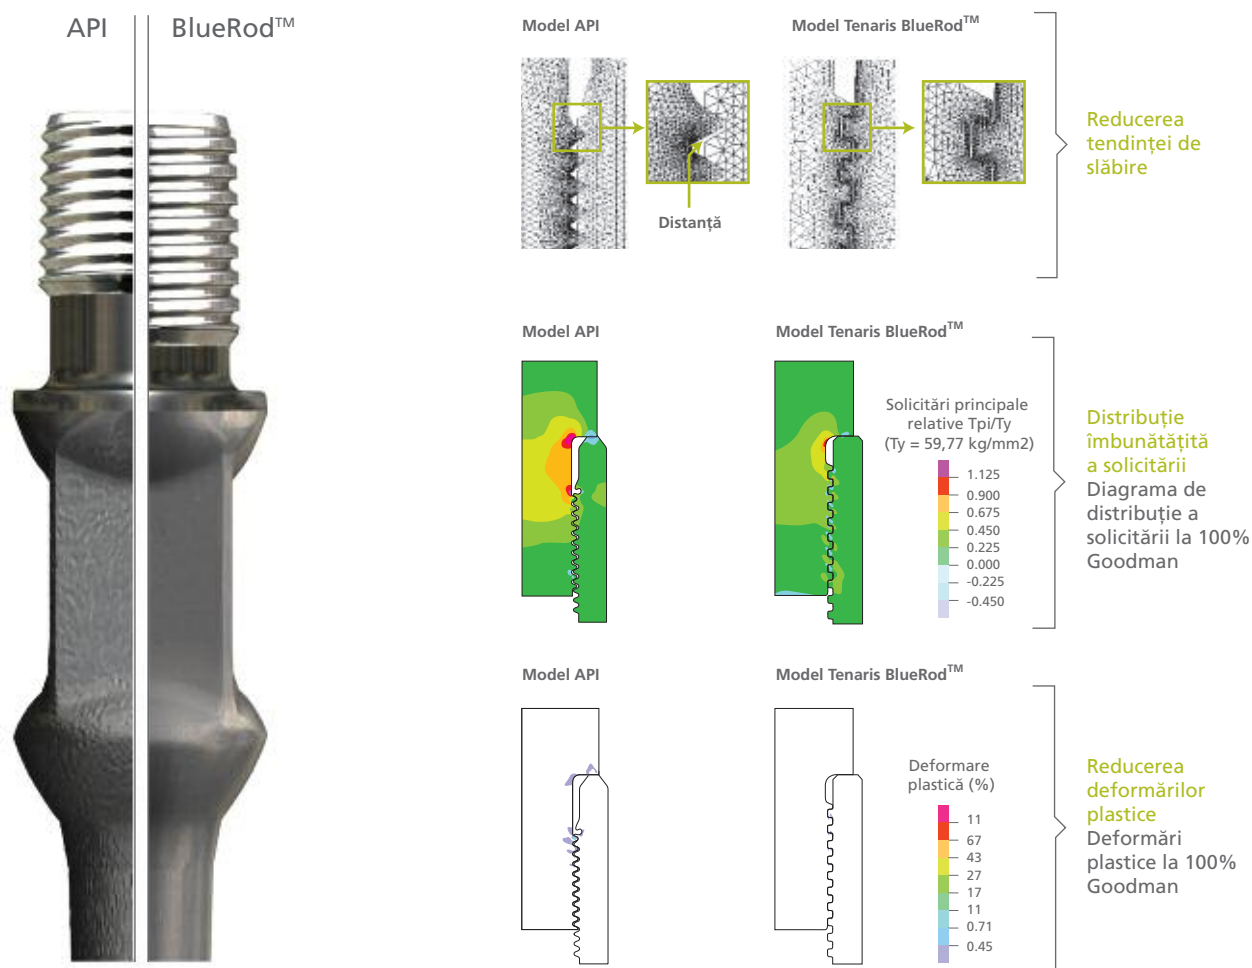 API
BlueRod™
Model API
Model Tenaris BlueRod™
Distanță
Reducerea
tendinței de
slăbire
Model API
Model Tenaris BlueRod™
Solicitări principale
relative Tpi/Ty
(Ty = 59,77 kg/mm2)
1.125
0.900
0.675
0.450
0.225
0.000
-0.225
-0.450
Distribuție
îmbunătățită
a solicitării
Diagrama de
distribuție a
solicitării la 100%
Goodman
Model API
Model Tenaris BlueRod™
Deformare
plastică (%)
11
67
43
27
17
11
0.71
0.45
Reducerea
deformărilor
plastice
Deformări
plastice la 100%
Goodman